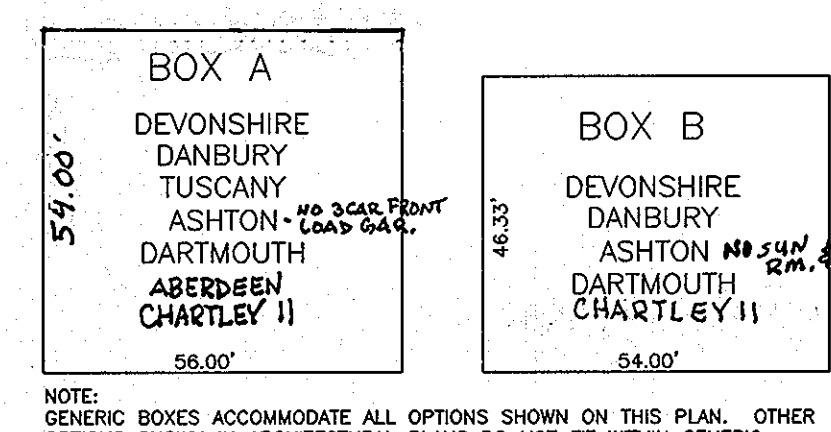 BOX A
DEVONSHIRE
DANBURY
TUSCANY
ASHTON - NO 3 CAR FRONT
LOAD GAR.
DARTMOUTH
ABERDEEN
CHARTLEY II
54.00'
56.00'
BOX B
DEVONSHIRE
DANBURY
ASHTON NO SUN
RM. &
DARTMOUTH
CHARTLEY II
46.33'
54.00'
NOTE:
GENERIC BOXES ACCOMMODATE ALL OPTIONS SHOWN ON THIS PLAN. OTHER